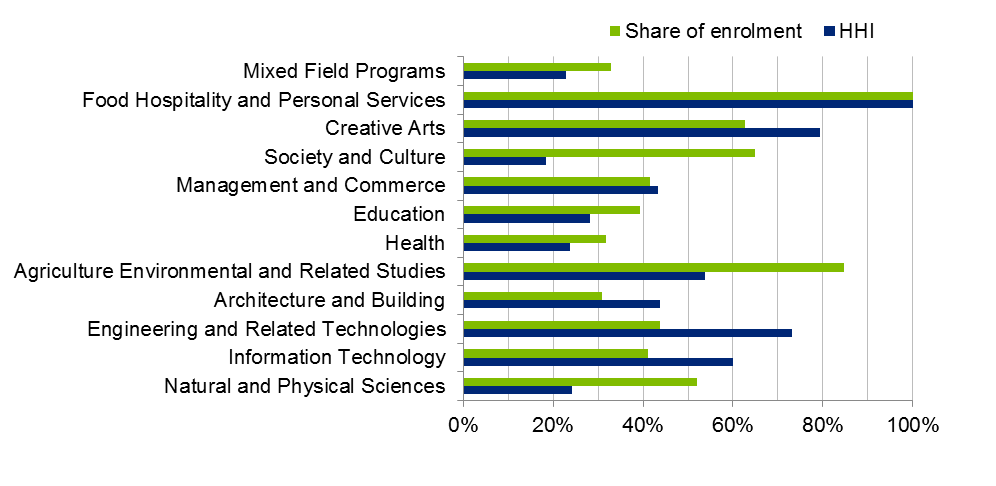 Share of enrolment HHI
Mixed Field Programs
Food Hospitality and Personal Services
Creative Arts
Society and Culture
Management and Commerce
Education
Health
Agriculture Environmental and Related Studies
Architecture and Building
Engineering and Related Technologies
Information Technology
Natural and Physical Sciences
0% 20% 40% 60% 80% 100%